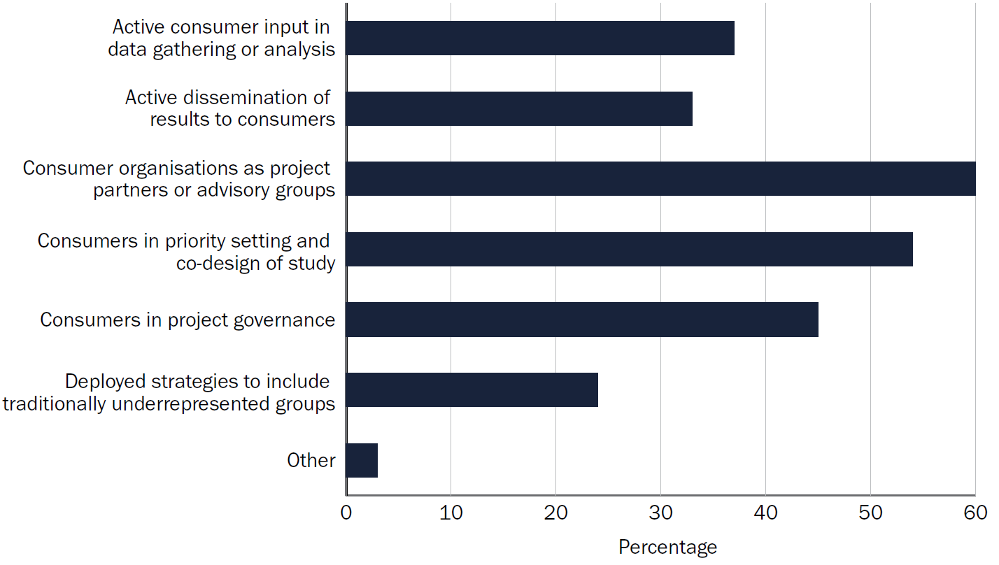 Active consumer input in
data gathering or analysis
Active dissemination of
results to consumers
Consumer organisations as project
partners or advisory groups
Consumers in priority setting and
co-design of study
Consumers in project governance
Deployed strategies to include
traditionally underrepresented groups
Other
0 10 20 30 40 50 60
Percentage